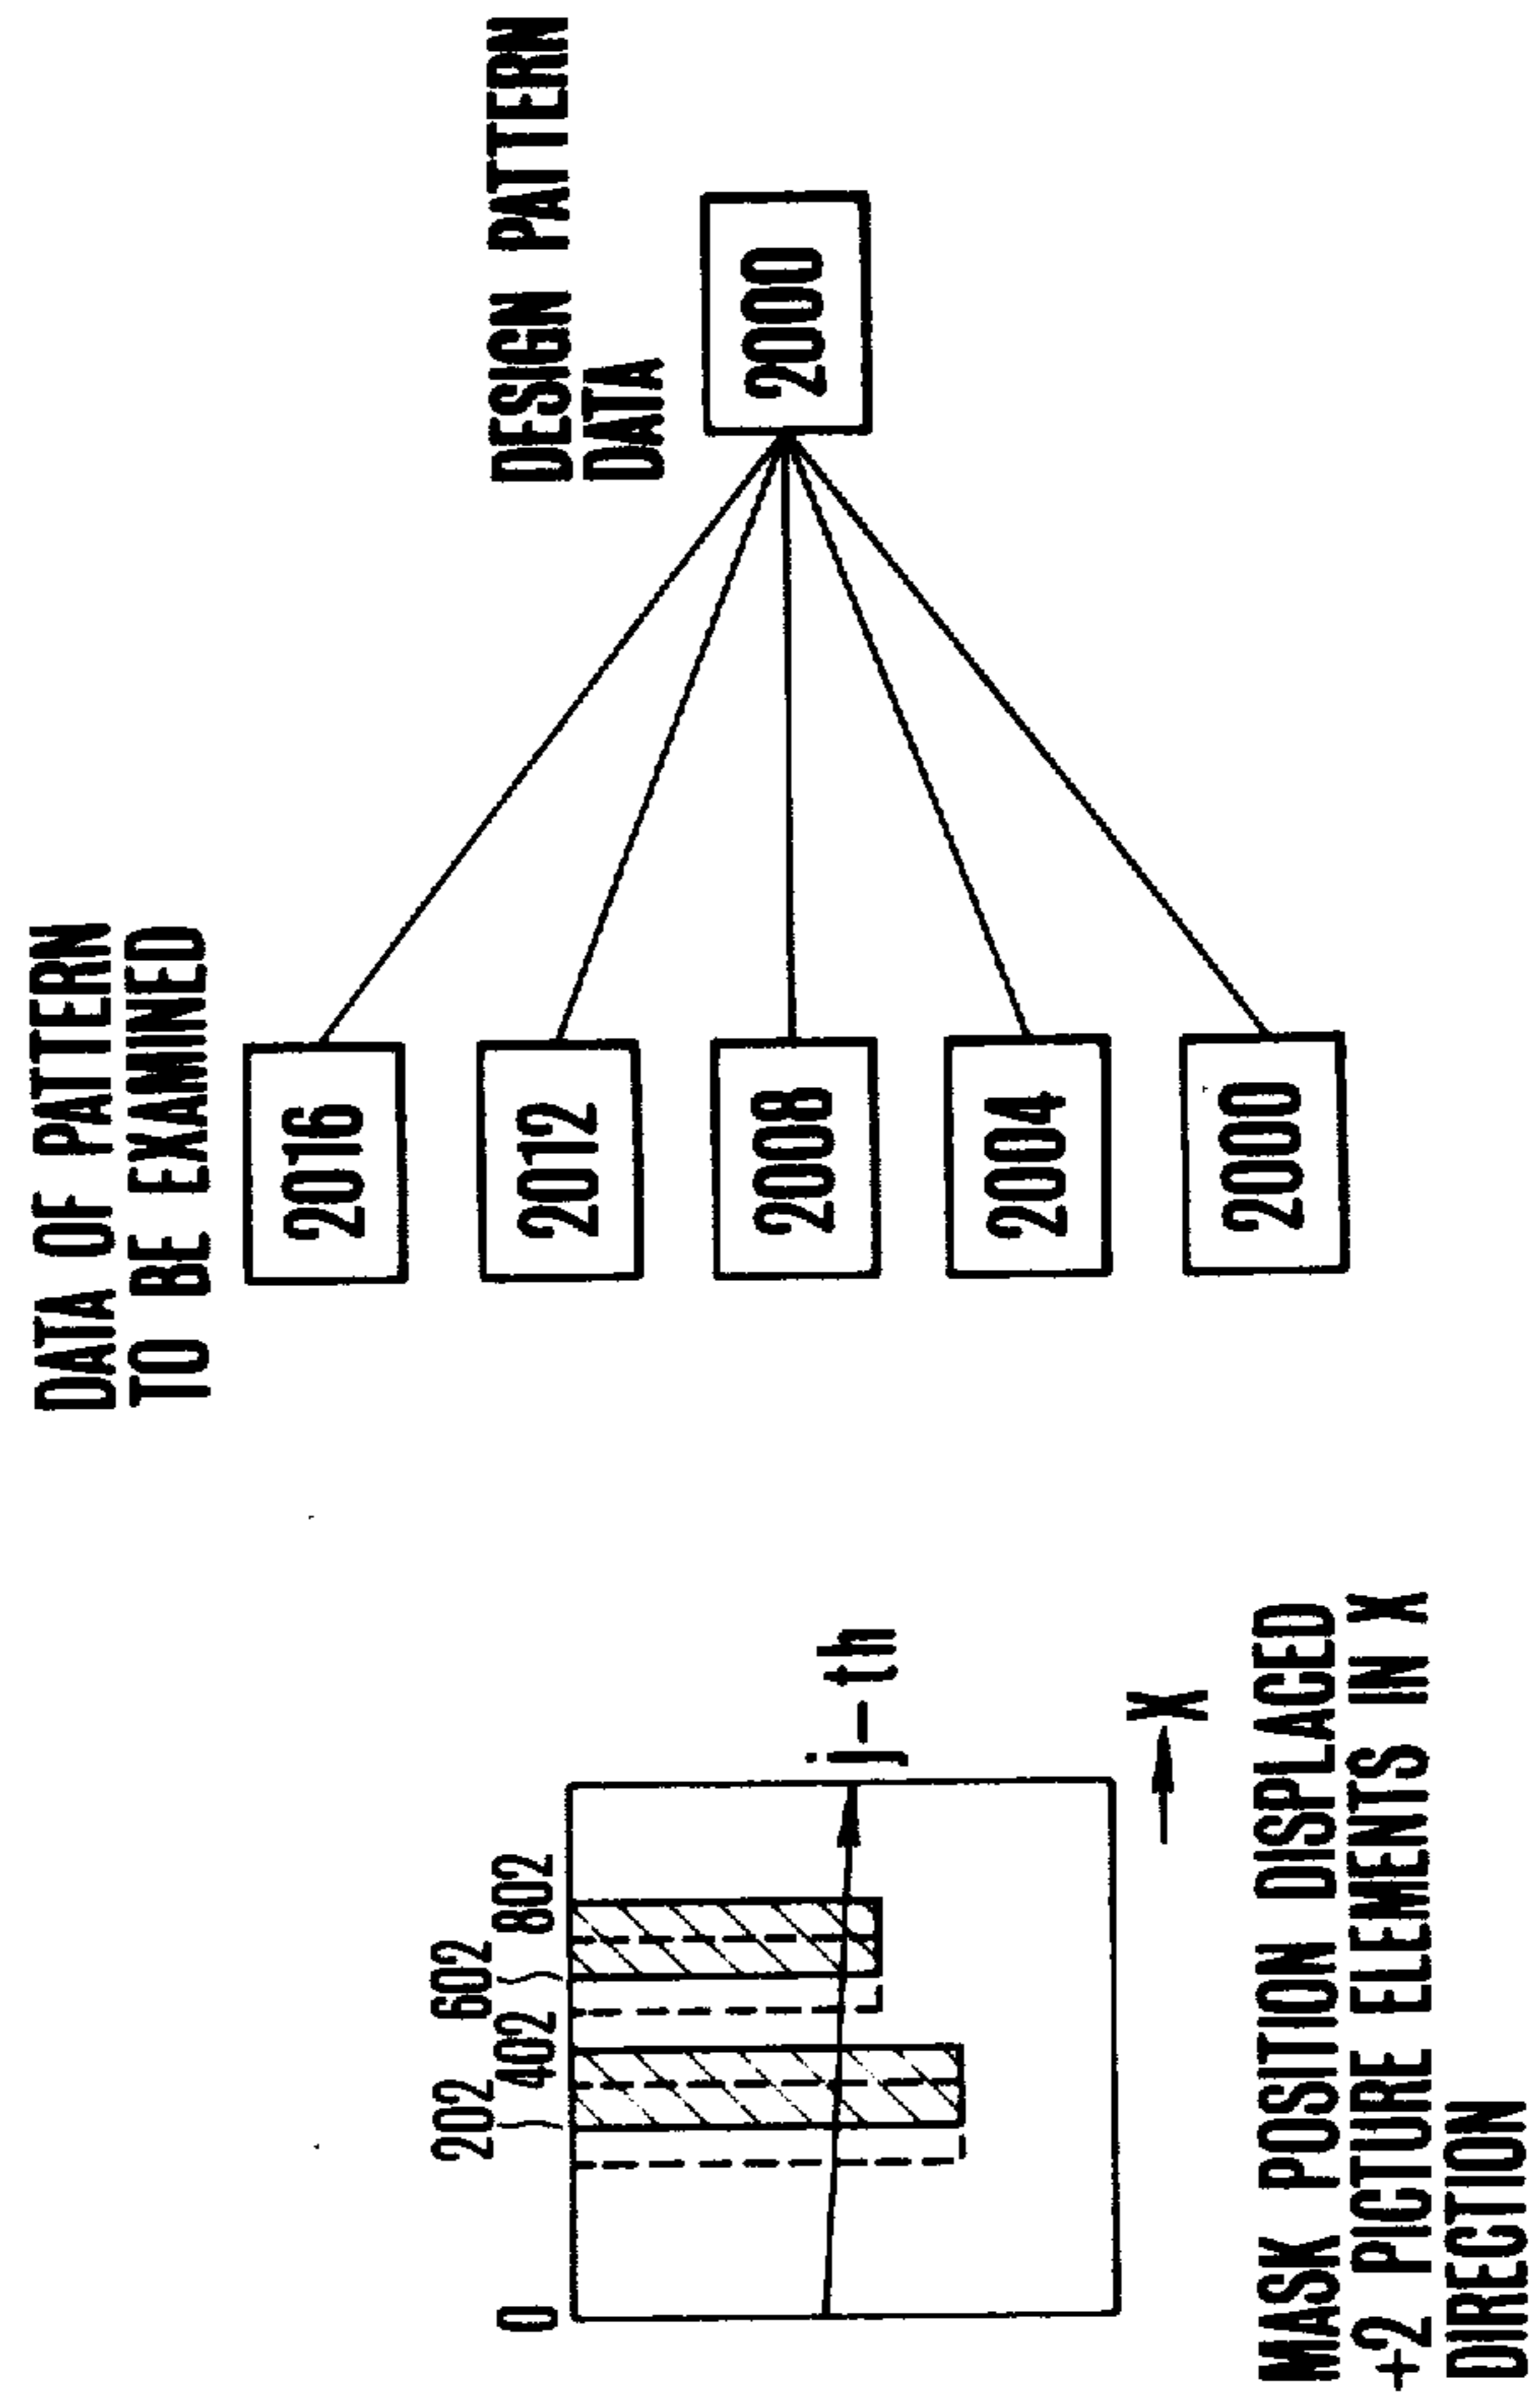 0
202 602
402 802
j-th
X
MASK POSITION DISPLACED
+2 PICTURE ELEMENTS IN X
DIRECTION
DATA OF PATTERN
TO BE EXAMINED
2016
2012
2008
2004
2000
DESIGN PATTERN
DATA
2000